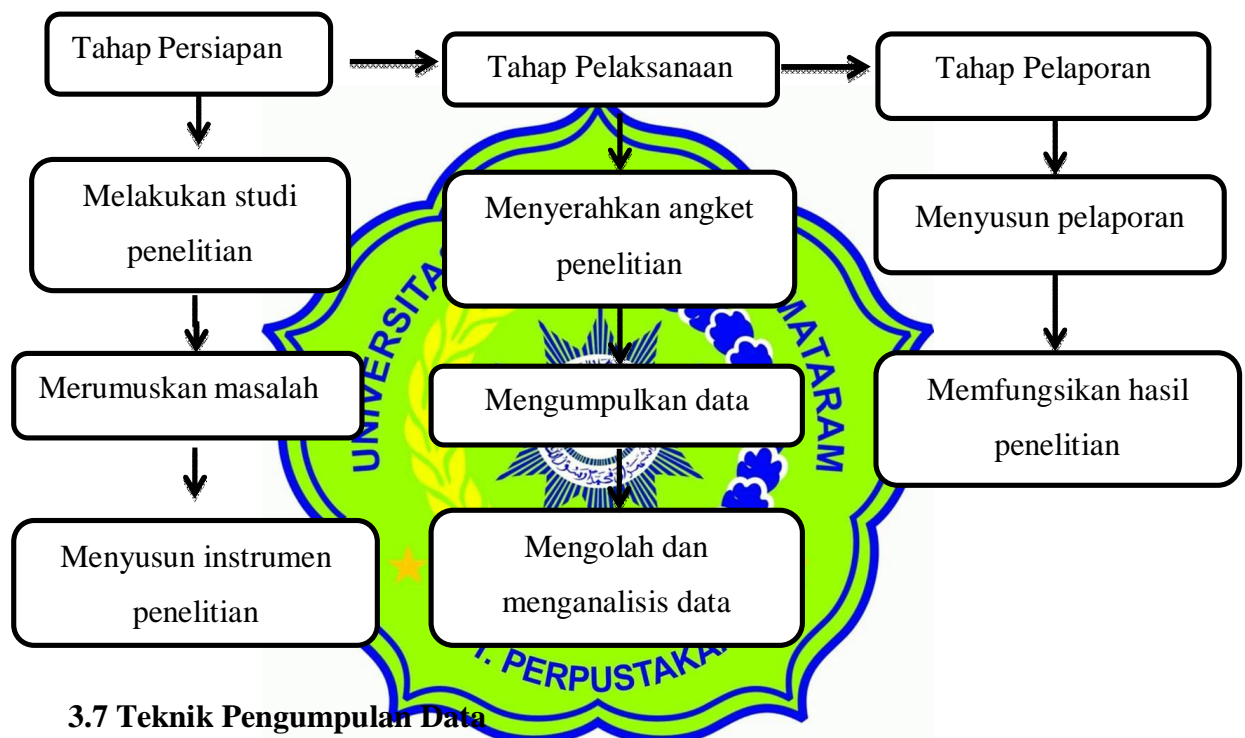 Tahap Persiapan
Tahap Pelaksanaan
Tahap Pelaporan
Melakukan studi
penelitian
Menyerahkan angket
penelitian
Menyusun pelaporan
Merumuskan masalah
Mengumpulkan data
Memfungsikan hasil
penelitian
Menyusun instrumen
penelitian
Mengolah dan
menganalisis data
MATARAM
3.7 Teknik Pengumpulan Data